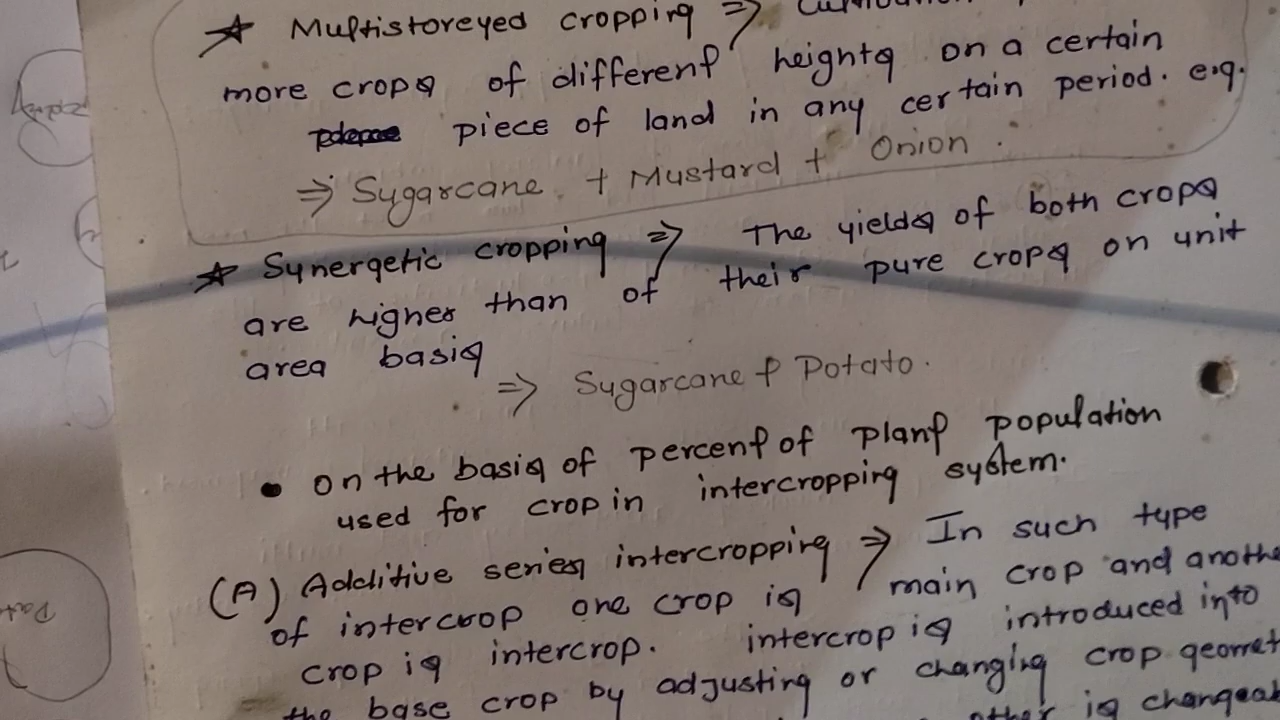 ★ Multistoreyed cropping ⇒
more crops of different heights on a certain
piece of land in any certain period. e.g.
⇒ Sugarcane + Mustard + Onion.
★ Synergetic cropping ⇒ The yields of both crops
are higher than of their pure crops on unit
area basis
⇒ Sugarcane + Potato.
• on the basis of percent of plant population
used for crop in intercropping system.
(A) Additive series intercropping ⇒ In such type
of intercrop one crop is main crop and anothe
crop is intercrop. intercrop is introduced into
the base crop by adjusting or changing crop geomet
other is changeab